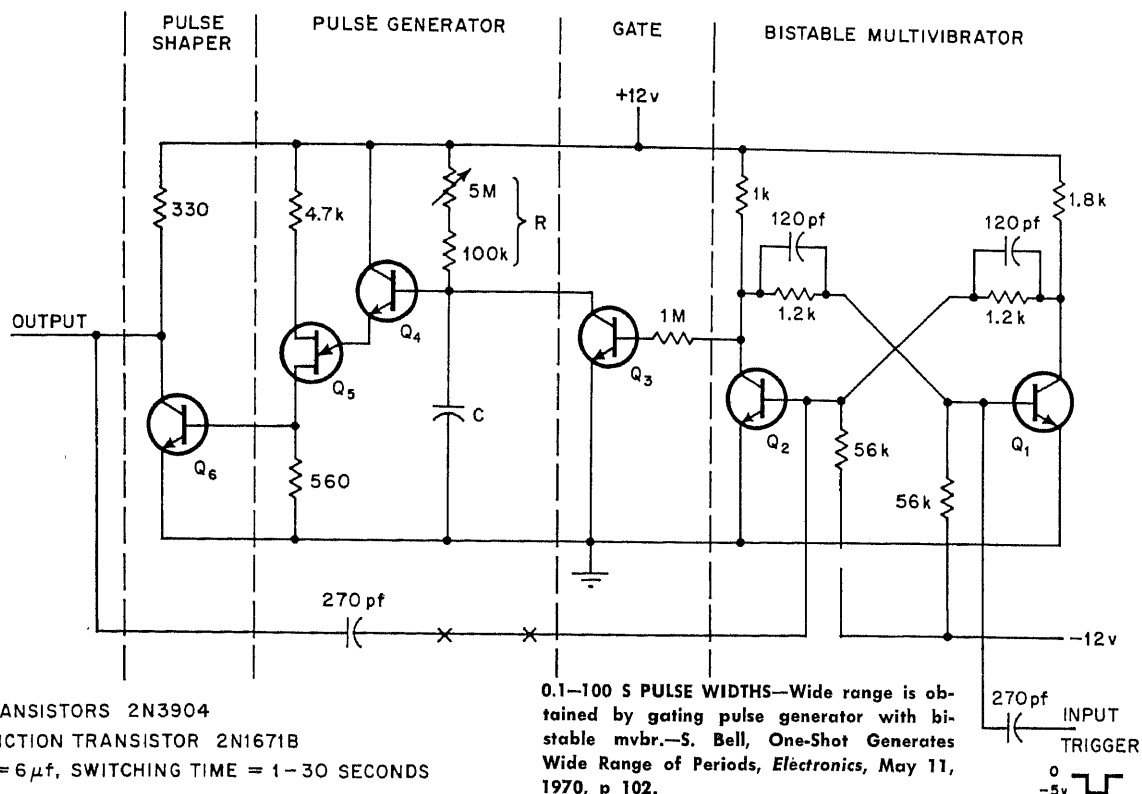 PULSE SHAPER
PULSE GENERATOR
GATE
BISTABLE MULTIVIBRATOR
+12v
330
4.7k
5M
100k
R
1k
120pf
1.2k
120pf
1.2k
1.8k
OUTPUT
Q4
Q5
1M
Q3
C
Q2
Q1
Q6
560
56k
56k
270pf
-12v
270pf
INPUT
TRIGGER
0
-5v
ANSISTORS 2N3904
ICTION TRANSISTOR 2N1671B
= 6µf, SWITCHING TIME = 1-30 SECONDS
0.1–100 S PULSE WIDTHS—Wide range is ob-
tained by gating pulse generator with bi-
stable mvbr.—S. Bell, One-Shot Generates
Wide Range of Periods, Electronics, May 11,
1970, p 102.